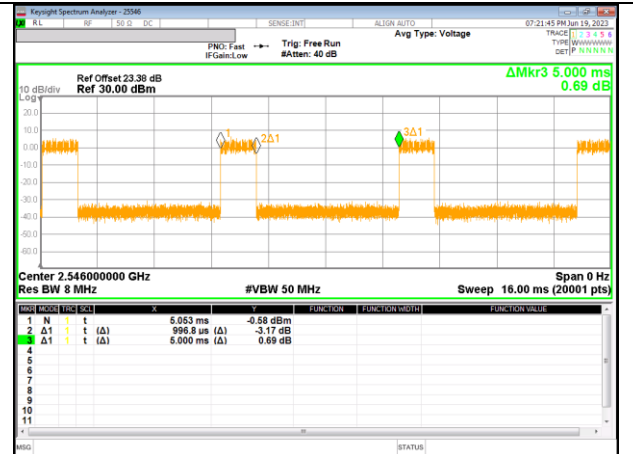 Keysight Spectrum Analyzer - 25546
RL RF 50 Ω DC SENSE:INT ALIGN AUTO 07:21:45 PM Jun 19, 2023
Avg Type: Voltage
TRACE 1 2 3 4 5 6
PNO: Fast Trig: Free Run
TYPE WWWWWW
IFGain:Low #Atten: 40 dB
DET P N N N N N
ΔMkr3 5.000 ms
0.69 dB
Ref Offset 23.38 dB
10 dB/div Ref 30.00 dBm
Log
20.0
10.0
1 2Δ1 3Δ1
0.00
-10.0
-20.0
-30.0
-40.0
-50.0
-60.0
Center 2.546000000 GHz Span 0 Hz
Res BW 8 MHz #VBW 50 MHz Sweep 16.00 ms (20001 pts)
MKR MODE TRC SCL X Y FUNCTION FUNCTION WIDTH FUNCTION VALUE
1 N 1 t 5.053 ms -0.58 dBm
2 Δ1 1 t (Δ) 996.8 µs (Δ) -3.17 dB
3 Δ1 1 t (Δ) 5.000 ms (Δ) 0.69 dB
4
5
6
7
8
9
10
11
MSG STATUS